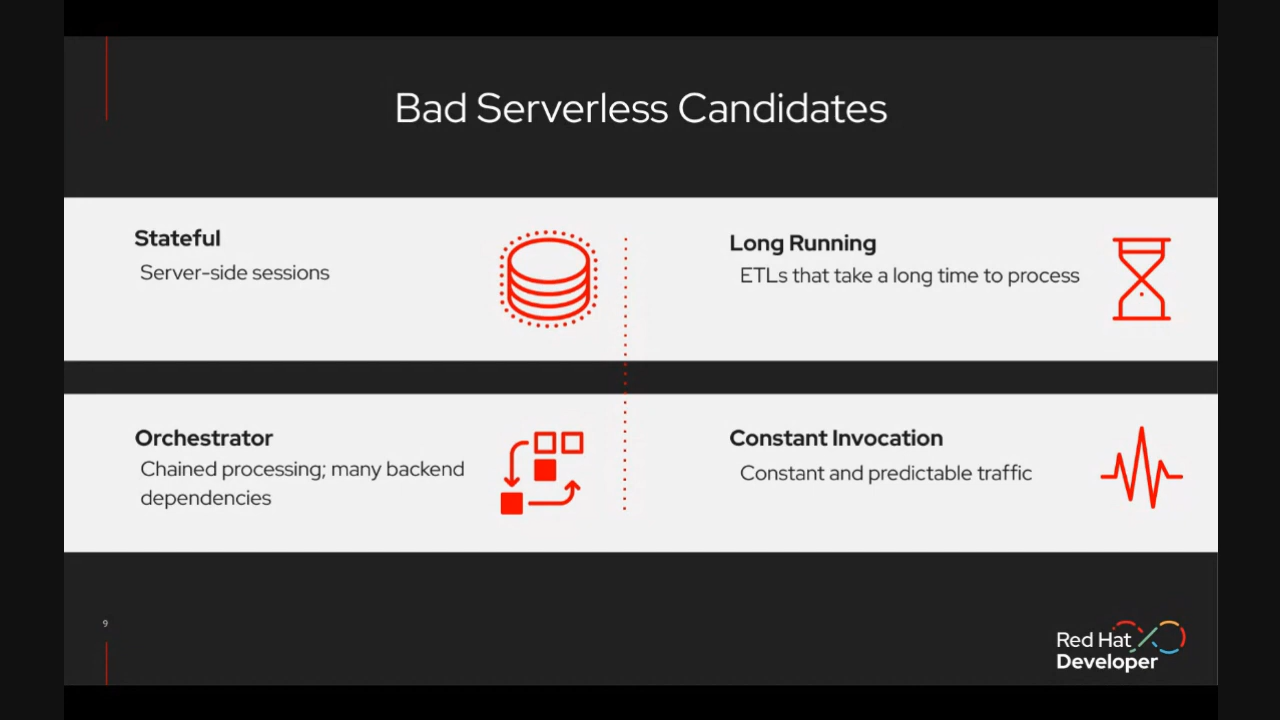 Bad Serverless Candidates
Stateful
Server-side sessions
Long Running
ETLs that take a long time to process
Orchestrator
Chained processing; many backend
dependencies
Constant Invocation
Constant and predictable traffic
9
Red Hat
Developer